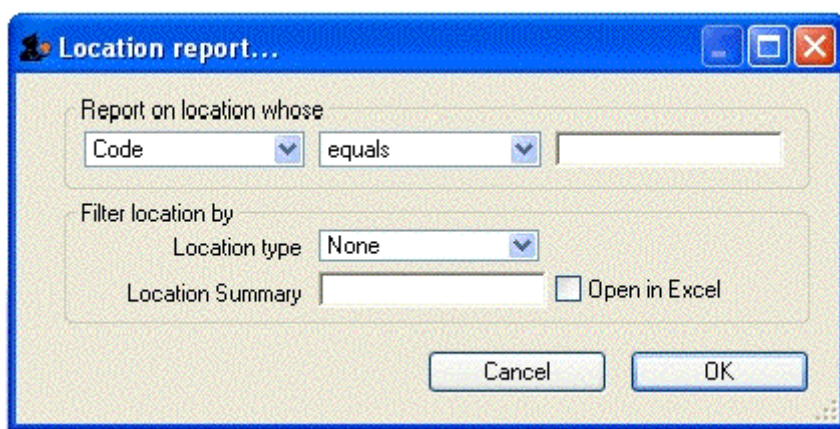 Location report...
Report on location whose
Code equals
Filter location by
Location type None
Location Summary Open in Excel
Cancel OK